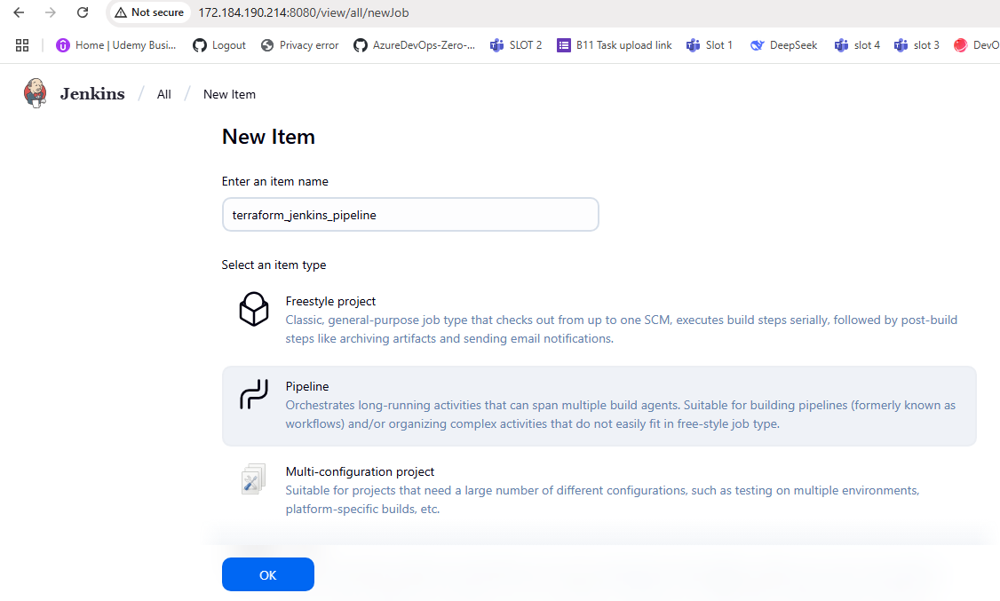 Not secure 172.184.190.214:8080/view/all/newJob
Home | Udemy Busi... Logout Privacy error AzureDevOps-Zero-... SLOT 2 B11 Task upload link Slot 1 DeepSeek slot 4 slot 3 DevO
Jenkins / All / New Item
New Item
Enter an item name
terraform_jenkins_pipeline
Select an item type
Freestyle project
Classic, general-purpose job type that checks out from up to one SCM, executes build steps serially, followed by post-build
steps like archiving artifacts and sending email notifications.
Pipeline
Orchestrates long-running activities that can span multiple build agents. Suitable for building pipelines (formerly known as
workflows) and/or organizing complex activities that do not easily fit in free-style job type.
Multi-configuration project
Suitable for projects that need a large number of different configurations, such as testing on multiple environments,
platform-specific builds, etc.
OK